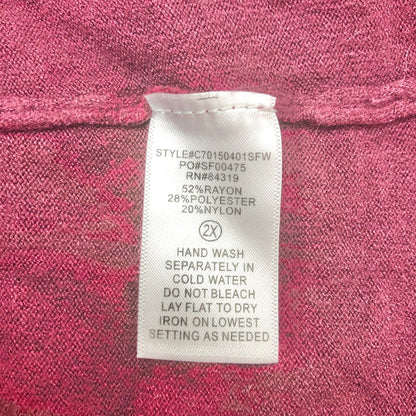 STYLE#C70150401SFW
PO#SF00475
RN#84319
52%RAYON
28%POLYESTER
20%NYLON
2X
HAND WASH
SEPARATELY IN
COLD WATER
DO NOT BLEACH
LAY FLAT TO DRY
IRON ON LOWEST
SETTING AS NEEDED